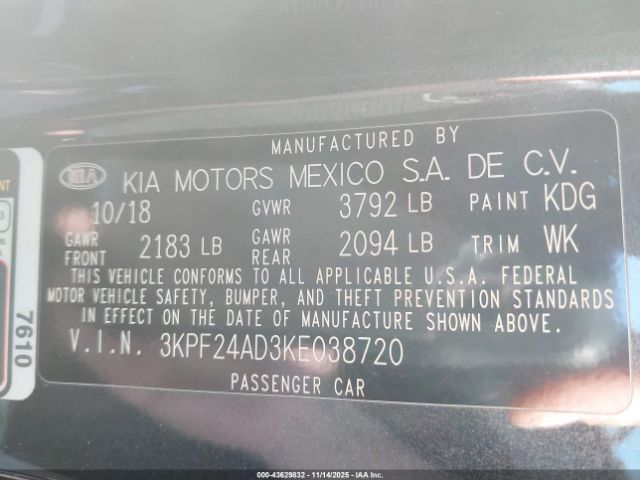 MANUFACTURED BY
KIA KIA MOTORS MEXICO S.A. DE C.V.
10/18 GVWR 3792 LB PAINT KDG
GAWR FRONT 2183 LB GAWR REAR 2094 LB TRIM WK
THIS VEHICLE CONFORMS TO ALL APPLICABLE U.S.A. FEDERAL
MOTOR VEHICLE SAFETY, BUMPER, AND THEFT PREVENTION STANDARDS
IN EFFECT ON THE DATE OF MANUFACTURE SHOWN ABOVE.
V.I.N. 3KPF24AD3KE038720
PASSENGER CAR
7610
000-43629832 - 11/14/2025 - IAA Inc.